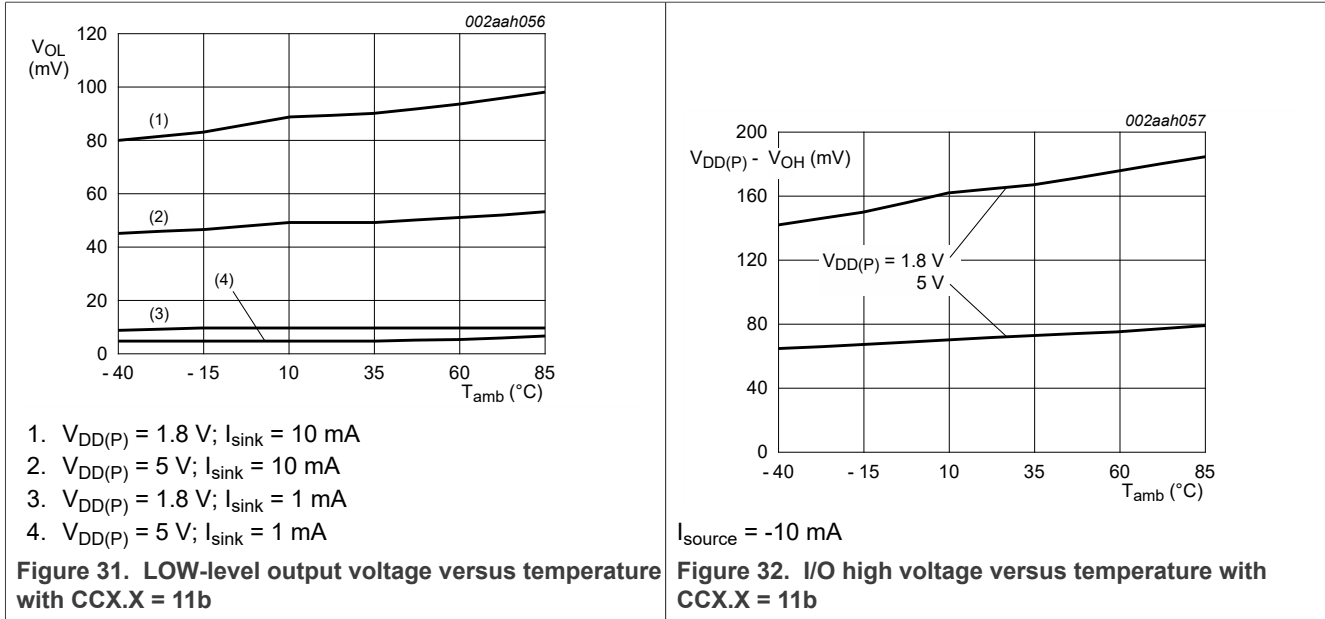 002aah056
VOL
(mV)
120
100
80
60
40
20
0
(1)
(2)
(4)
(3)
- 40
- 15
10
35
60
85
Tamb (°C)
1. VDD(P) = 1.8 V; Isink = 10 mA
2. VDD(P) = 5 V; Isink = 10 mA
3. VDD(P) = 1.8 V; Isink = 1 mA
4. VDD(P) = 5 V; Isink = 1 mA
Figure 31. LOW-level output voltage versus temperature
with CCX.X = 11b
002aah057
200
VDD(P) - VOH (mV)
160
120
80
40
0
VDD(P) = 1.8 V
5 V
- 40
- 15
10
35
60
85
Tamb (°C)
Isource = -10 mA
Figure 32. I/O high voltage versus temperature with
CCX.X = 11b